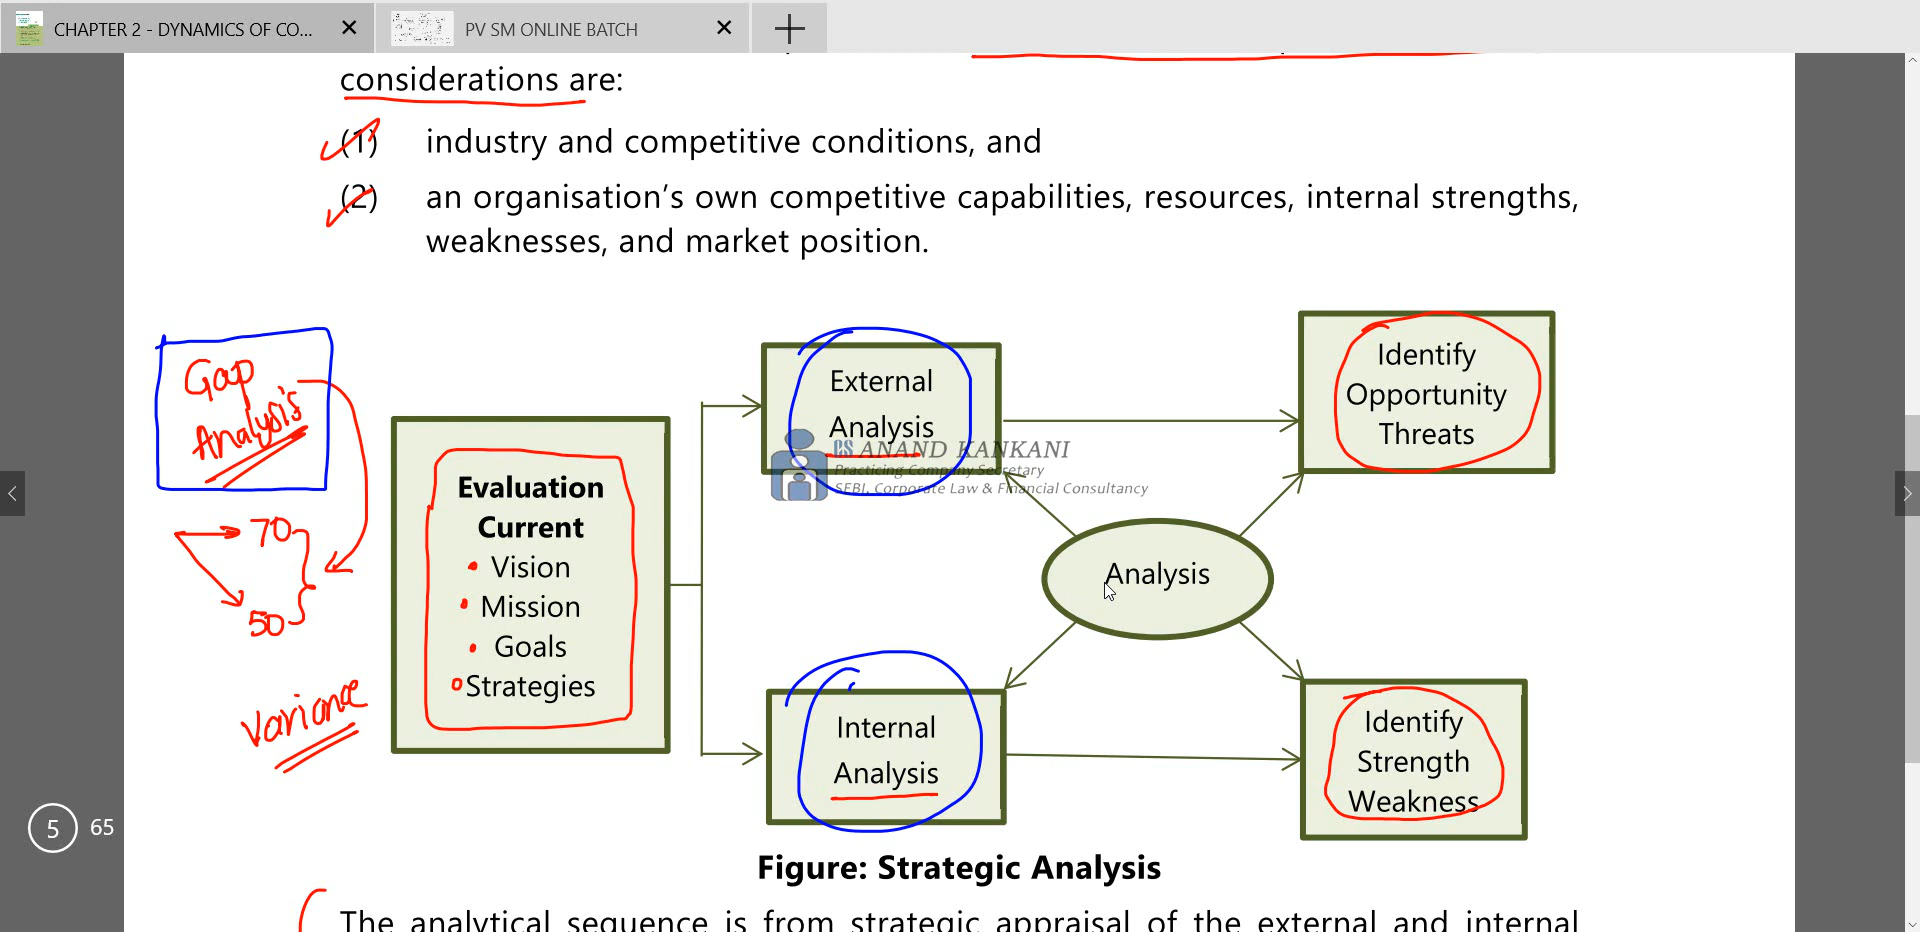 CHAPTER 2 - DYNAMICS OF CO...
PV SM ONLINE BATCH
considerations are:
(1) industry and competitive conditions, and
(2) an organisation's own competitive capabilities, resources, internal strengths,
weaknesses, and market position.
Gap
Analysis
70
50
Variance
Evaluation
Current
Vision
Mission
Goals
Strategies
External
Analysis
CS ANAND KANKANI
Practicing Company Secretary
SEBI, Corporate Law & Financial Consultancy
Identify
Opportunity
Threats
Analysis
Internal
Analysis
Identify
Strength
Weakness
5 65
Figure: Strategic Analysis
The analytical sequence is from strategic appraisal of the external and internal